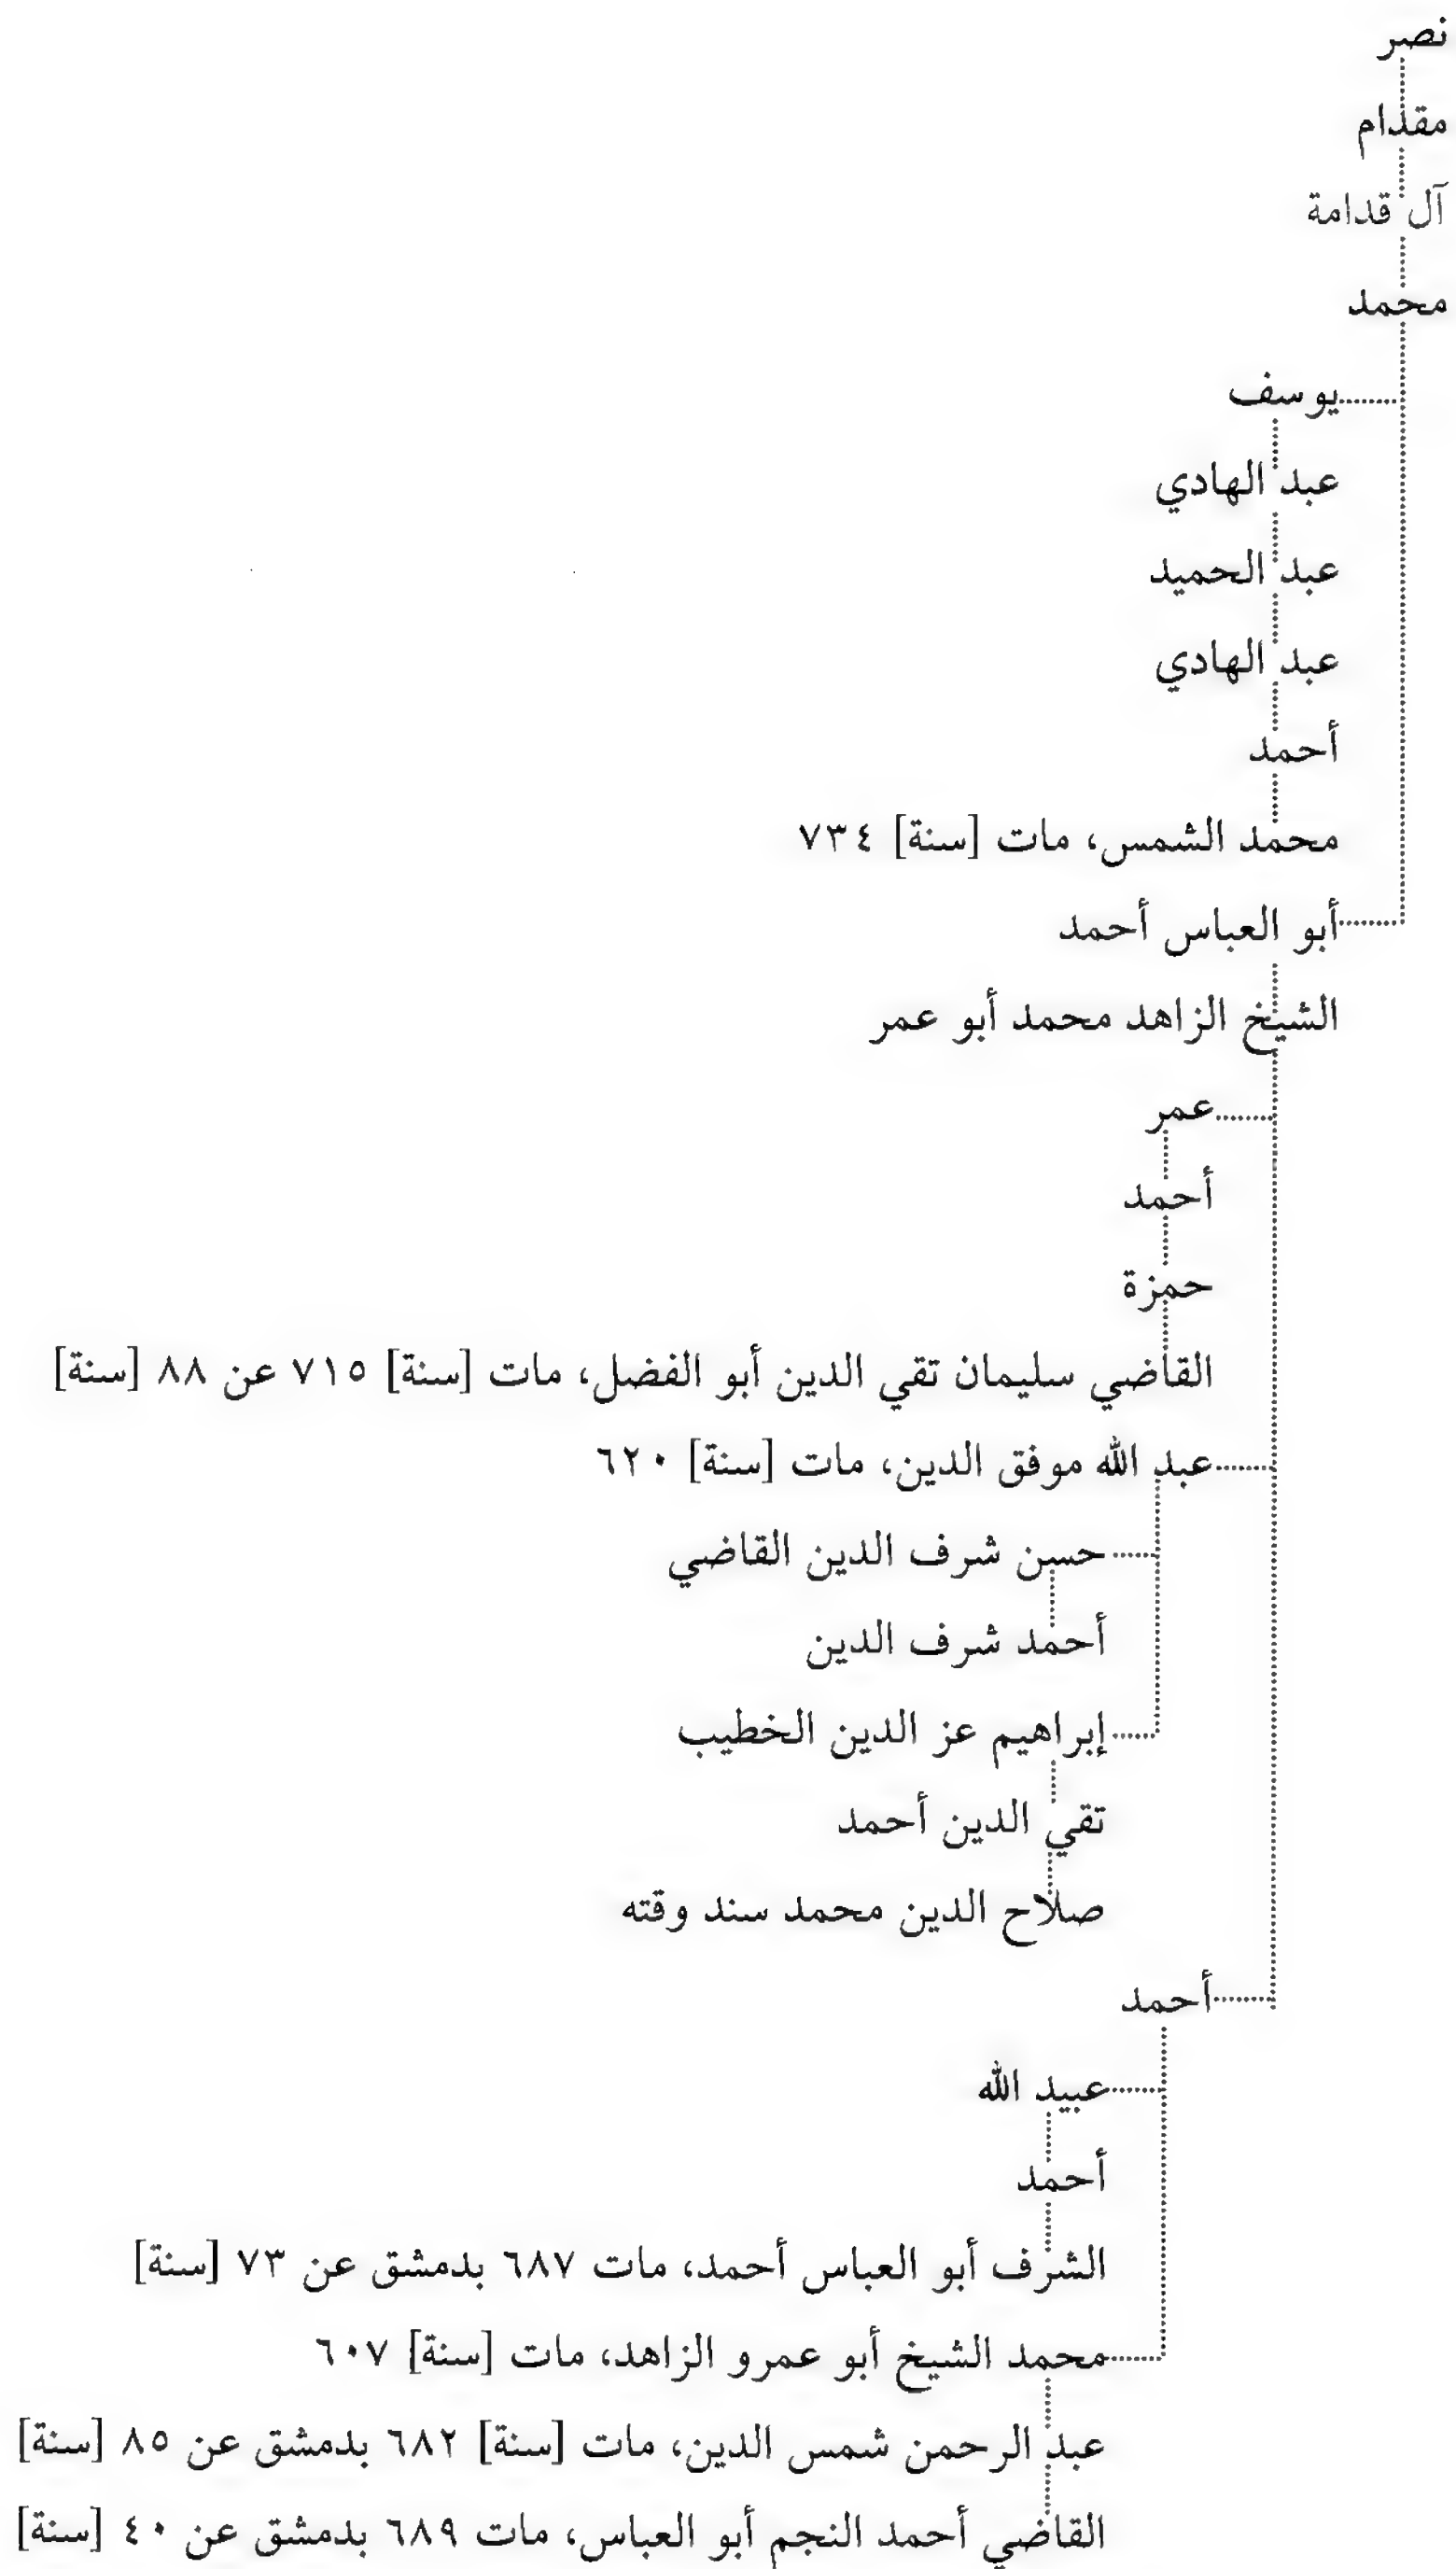 نصر
مقدام
آل قدامة
محمد
يوسف
عبد الهادي
عبد الحميد
عبد الهادي
أحمد
محمد الشمس، مات [سنة] ٧٣٤
أبو العباس أحمد
الشيخ الزاهد محمد أبو عمر
عمر
أحمد
حمزة
القاضي سليمان تقي الدين أبو الفضل، مات [سنة] ٧١٥ عن ٨٨ [سنة]
عبد الله موفق الدين، مات [سنة] ٦٢٠
حسن شرف الدين القاضي
أحمد شرف الدين
إبراهيم عز الدين الخطيب
تقي الدين أحمد
صلاح الدين محمد سند وقته
أحمد
عبيد الله
أحمد
الشرف أبو العباس أحمد، مات ٦٨٧ بدمشق عن ٧٣ [سنة]
محمد الشيخ أبو عمرو الزاهد، مات [سنة] ٦٠٧
عبد الرحمن شمس الدين، مات [سنة] ٦٨٢ بدمشق عن ٨٥ [سنة]
القاضي أحمد النجم أبو العباس، مات ٦٨٩ بدمشق عن ٤٠ [سنة]